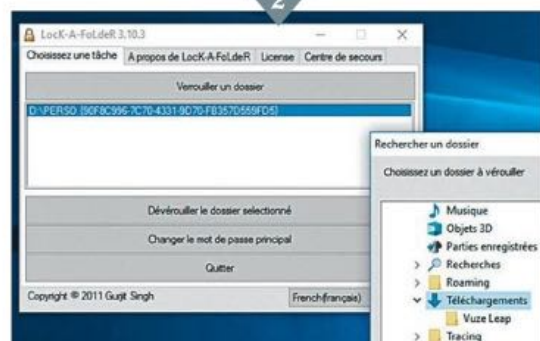 2
LocK-A-FoLdeR 3.10.3
Choisissez une tâche A propos de LocK-A-FoLdeR License Centre de secours
Verrouiller un dossier
D:\PERSO.{90F8C996-7C70-4331-9D70-FB357D559FD5}
Rechercher un dossier
Choisissez un dossier à vérouiller
Dévérouiller le dossier selectionné
Changer le mot de passe principal
Quitter
Copyright © 2011 Gurjit Singh
French(français)
Musique
Objets 3D
Parties enregistrées
Recherches
Roaming
Téléchargements
Vuze Leap
Tracing